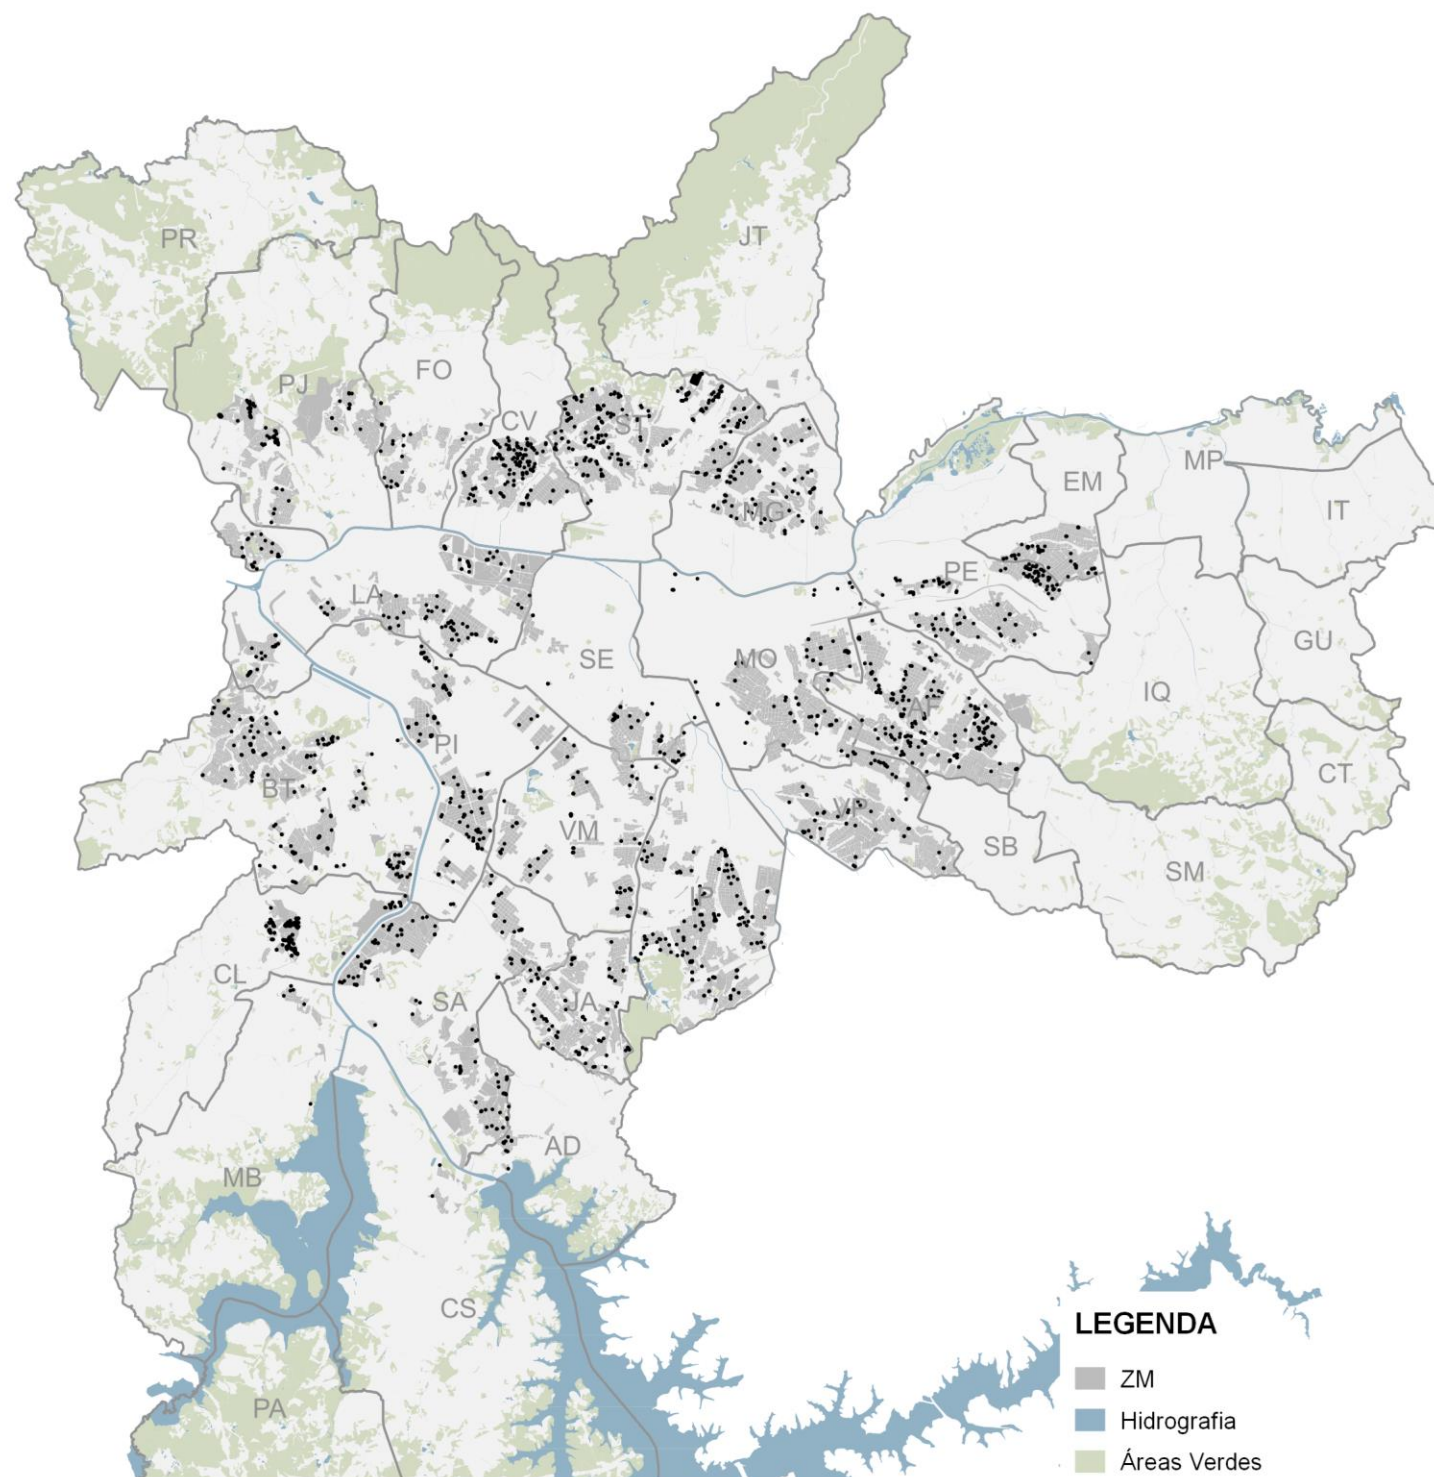 JT
PR
FO
PJ
CV
ST
MP
EM
IT
MG
PE
LA
GU
SE
MO
IQ
AF
PI
CT
BT
VP
VM
SB
SM
IP
CL
SA
JA
AD
MB
CS
PA
LEGENDA
ZM
Hidrografia
Áreas Verdes